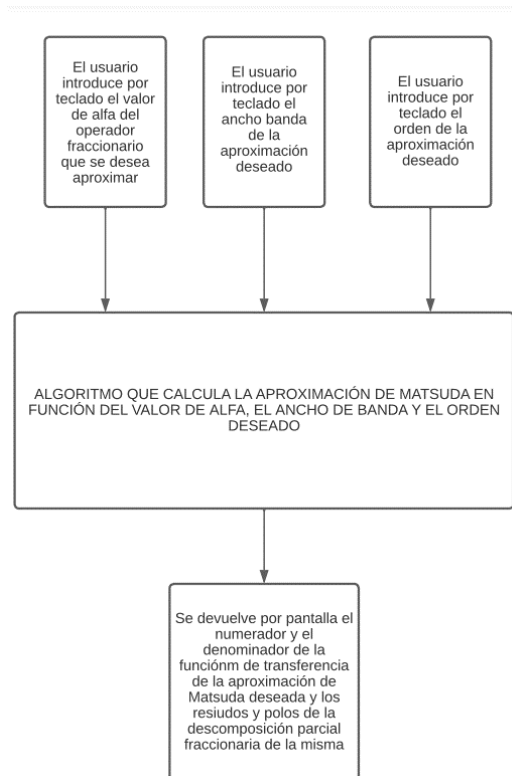 El usuario
introduce por
teclado el valor
de alfa del
operador
fraccionario
que se desea
aproximar
El usuario
introduce por
teclado el
ancho banda
de la
aproximación
deseado
El usuario
introduce por
teclado el
orden de la
aproximación
deseado
ALGORITMO QUE CALCULA LA APROXIMACIÓN DE MATSUDA EN
FUNCIÓN DEL VALOR DE ALFA, EL ANCHO DE BANDA Y EL ORDEN
DESEADO
Se devuelve por pantalla el
numerador y el
denominador de la
funciónm de transferencia
de la aproximación de
Matsuda deseada y los
resiudos y polos de la
descomposición parcial
fraccionaria de la misma